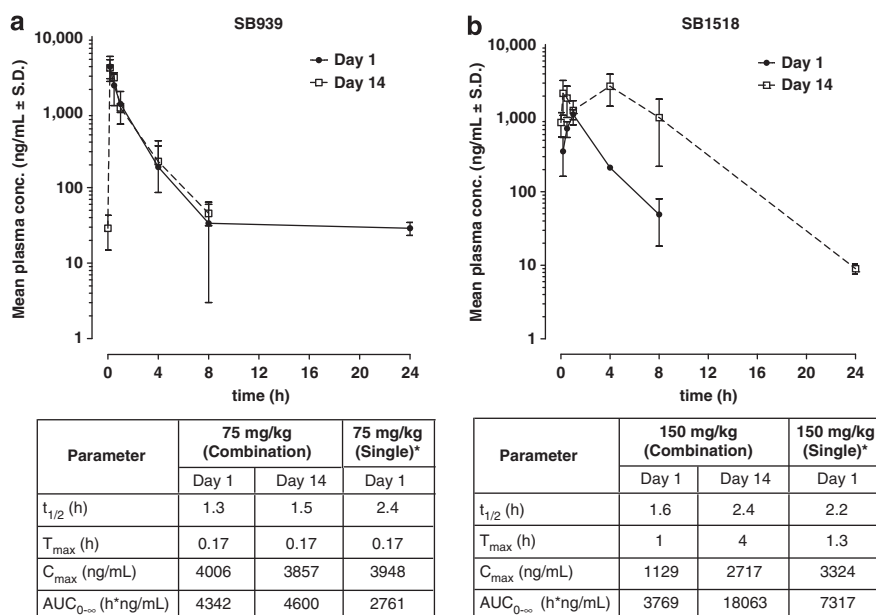 a
SB939
10,000
1,000
100
10
1
Mean plasma conc. (ng/mL ± S.D.)
Day 1
Day 14
0 4 8 12 16 20 24
time (h)
Parameter
75 mg/kg
(Combination)
75 mg/kg
(Single)*
Day 1 Day 14 Day 1
t1/2 (h) 1.3 1.5 2.4
Tmax (h) 0.17 0.17 0.17
Cmax (ng/mL) 4006 3857 3948
AUC0-∞ (h*ng/mL) 4342 4600 2761
b
SB1518
10,000
1,000
100
10
1
Mean plasma conc. (ng/mL ± S.D.)
Day 1
Day 14
0 4 8 12 16 20 24
time (h)
Parameter
150 mg/kg
(Combination)
150 mg/kg
(Single)*
Day 1 Day 14 Day 1
t1/2 (h) 1.6 2.4 2.2
Tmax (h) 1 4 1.3
Cmax (ng/mL) 1129 2717 3324
AUC0-∞ (h*ng/mL) 3769 18063 7317